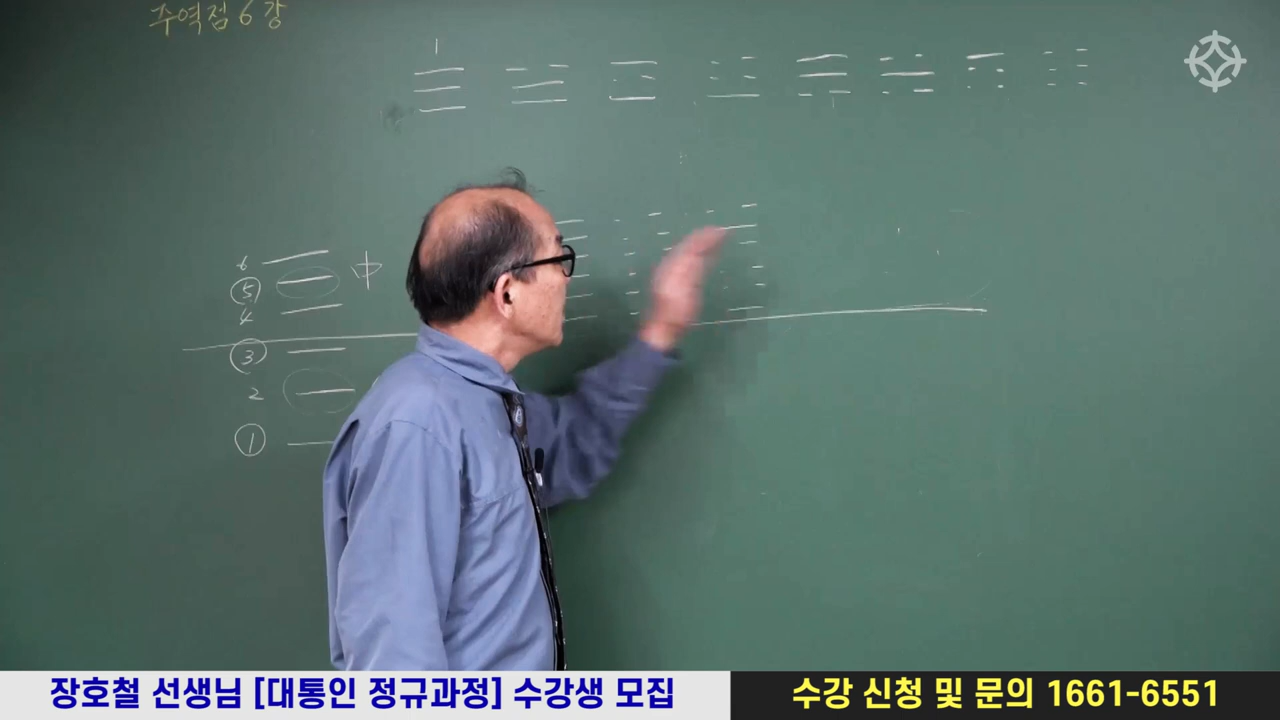 주역점 6강
1
6
5 中
4
3
2
1
장호철 선생님 [대통인 정규과정] 수강생 모집
수강 신청 및 문의 1661-6551